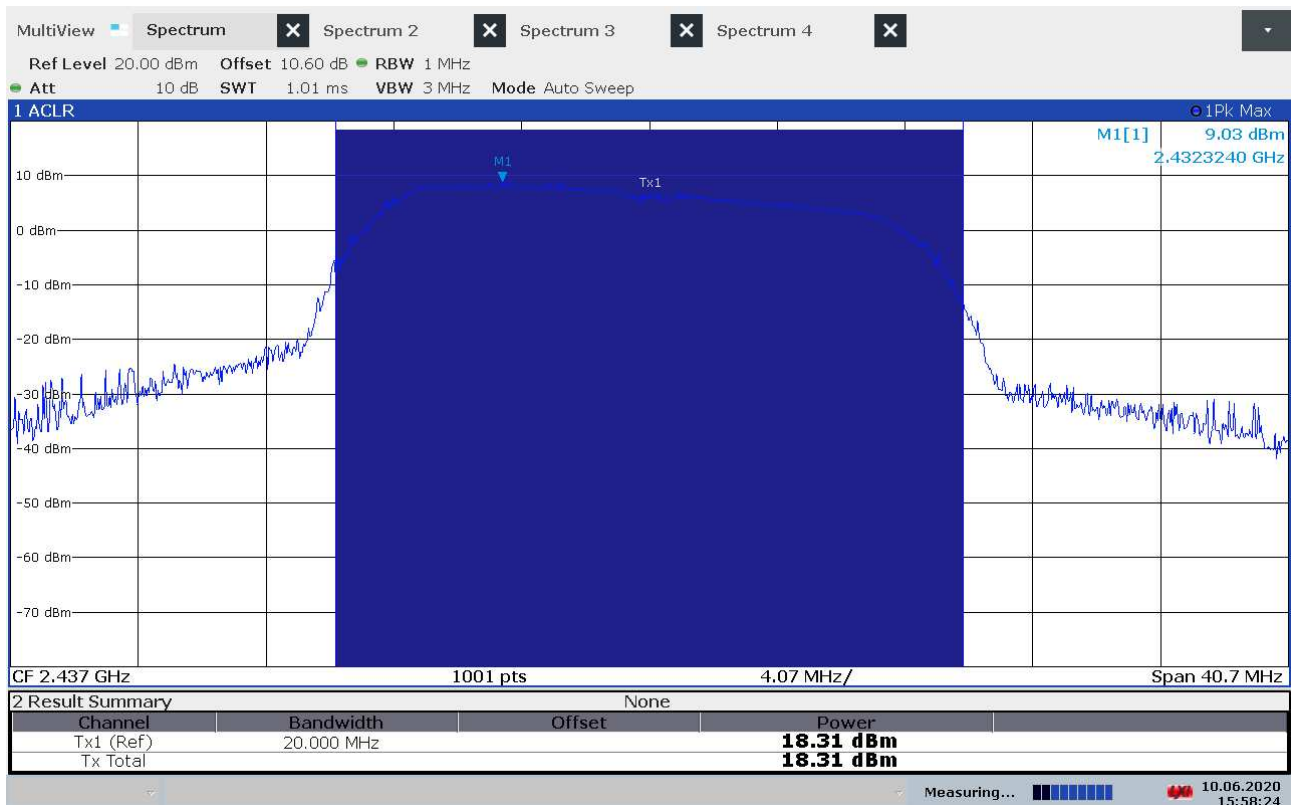 MultiView Spectrum Spectrum 2 Spectrum 3 Spectrum 4
Ref Level 20.00 dBm Offset 10.60 dB RBW 1 MHz
Att 10 dB SWT 1.01 ms VBW 3 MHz Mode Auto Sweep
1 ACLR 1Pk Max
M1[1] 9.03 dBm
2.4323240 GHz
M1
Tx1
10 dBm
0 dBm
-10 dBm
-20 dBm
-30 dBm
-40 dBm
-50 dBm
-60 dBm
-70 dBm
CF 2.437 GHz 1001 pts 4.07 MHz/ Span 40.7 MHz
2 Result Summary None
Channel Bandwidth Offset Power
Tx1 (Ref) 20.000 MHz 18.31 dBm
Tx Total 18.31 dBm
Measuring... 10.06.2020
15:58:24